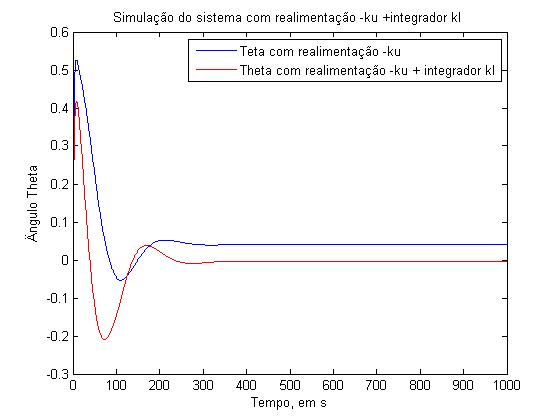 Simulação do sistema com realimentação -ku +integrador kI
Teta com realimentação -ku
Theta com realimentação -ku + integrador kI
Ângulo Theta
0.6
0.5
0.4
0.3
0.2
0.1
0
-0.1
-0.2
-0.3
0 100 200 300 400 500 600 700 800 900 1000
Tempo, em s